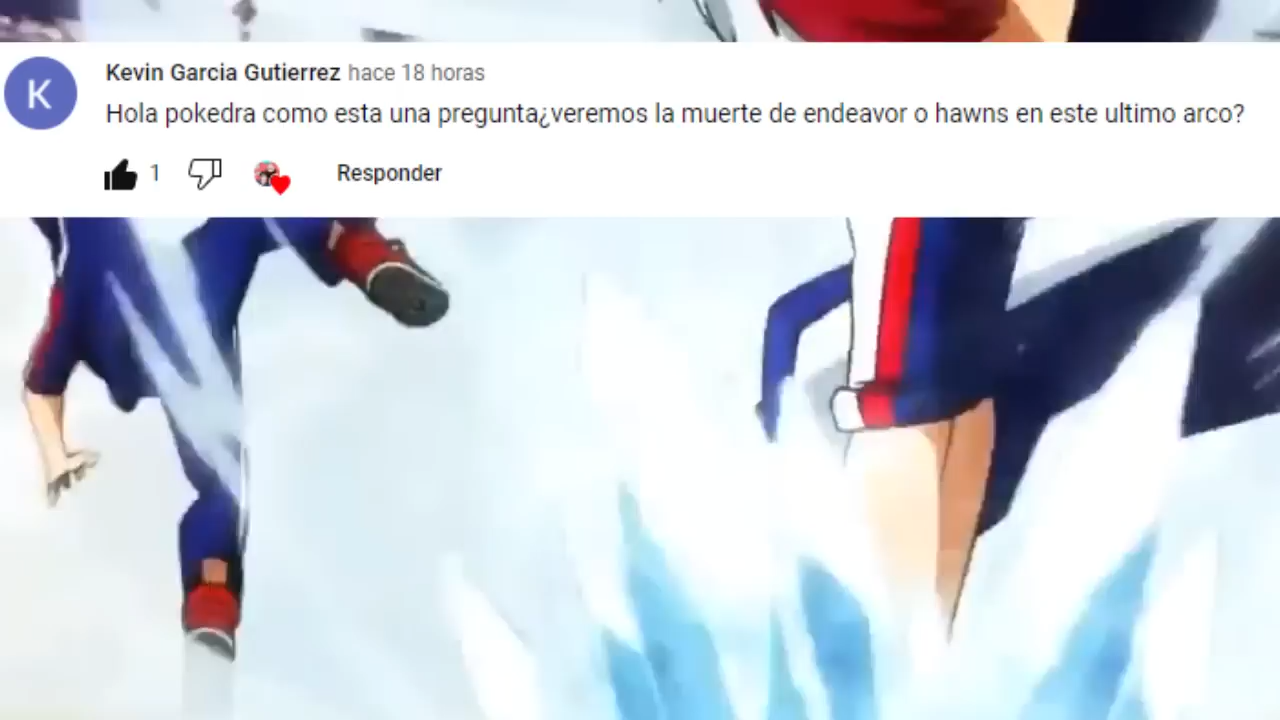 Kevin Garcia Gutierrez hace 18 horas
Hola pokedra como esta una pregunta¿veremos la muerte de endeavor o hawns en este ultimo arco?
1 Responder
K